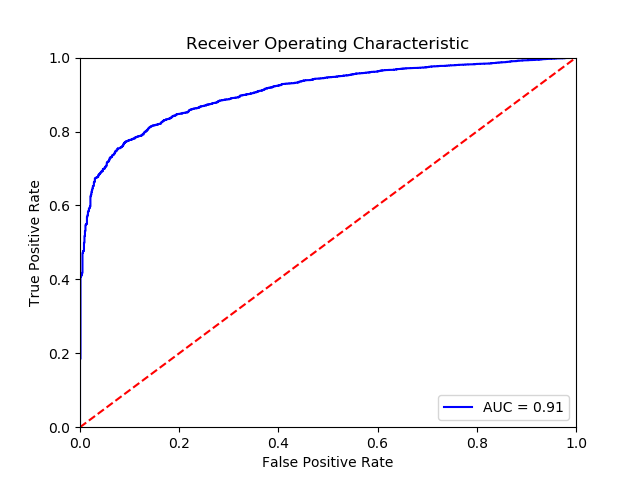 Receiver Operating Characteristic
True Positive Rate
1.0
0.8
0.6
0.4
0.2
0.0
AUC = 0.91
0.0 0.2 0.4 0.6 0.8 1.0
False Positive Rate